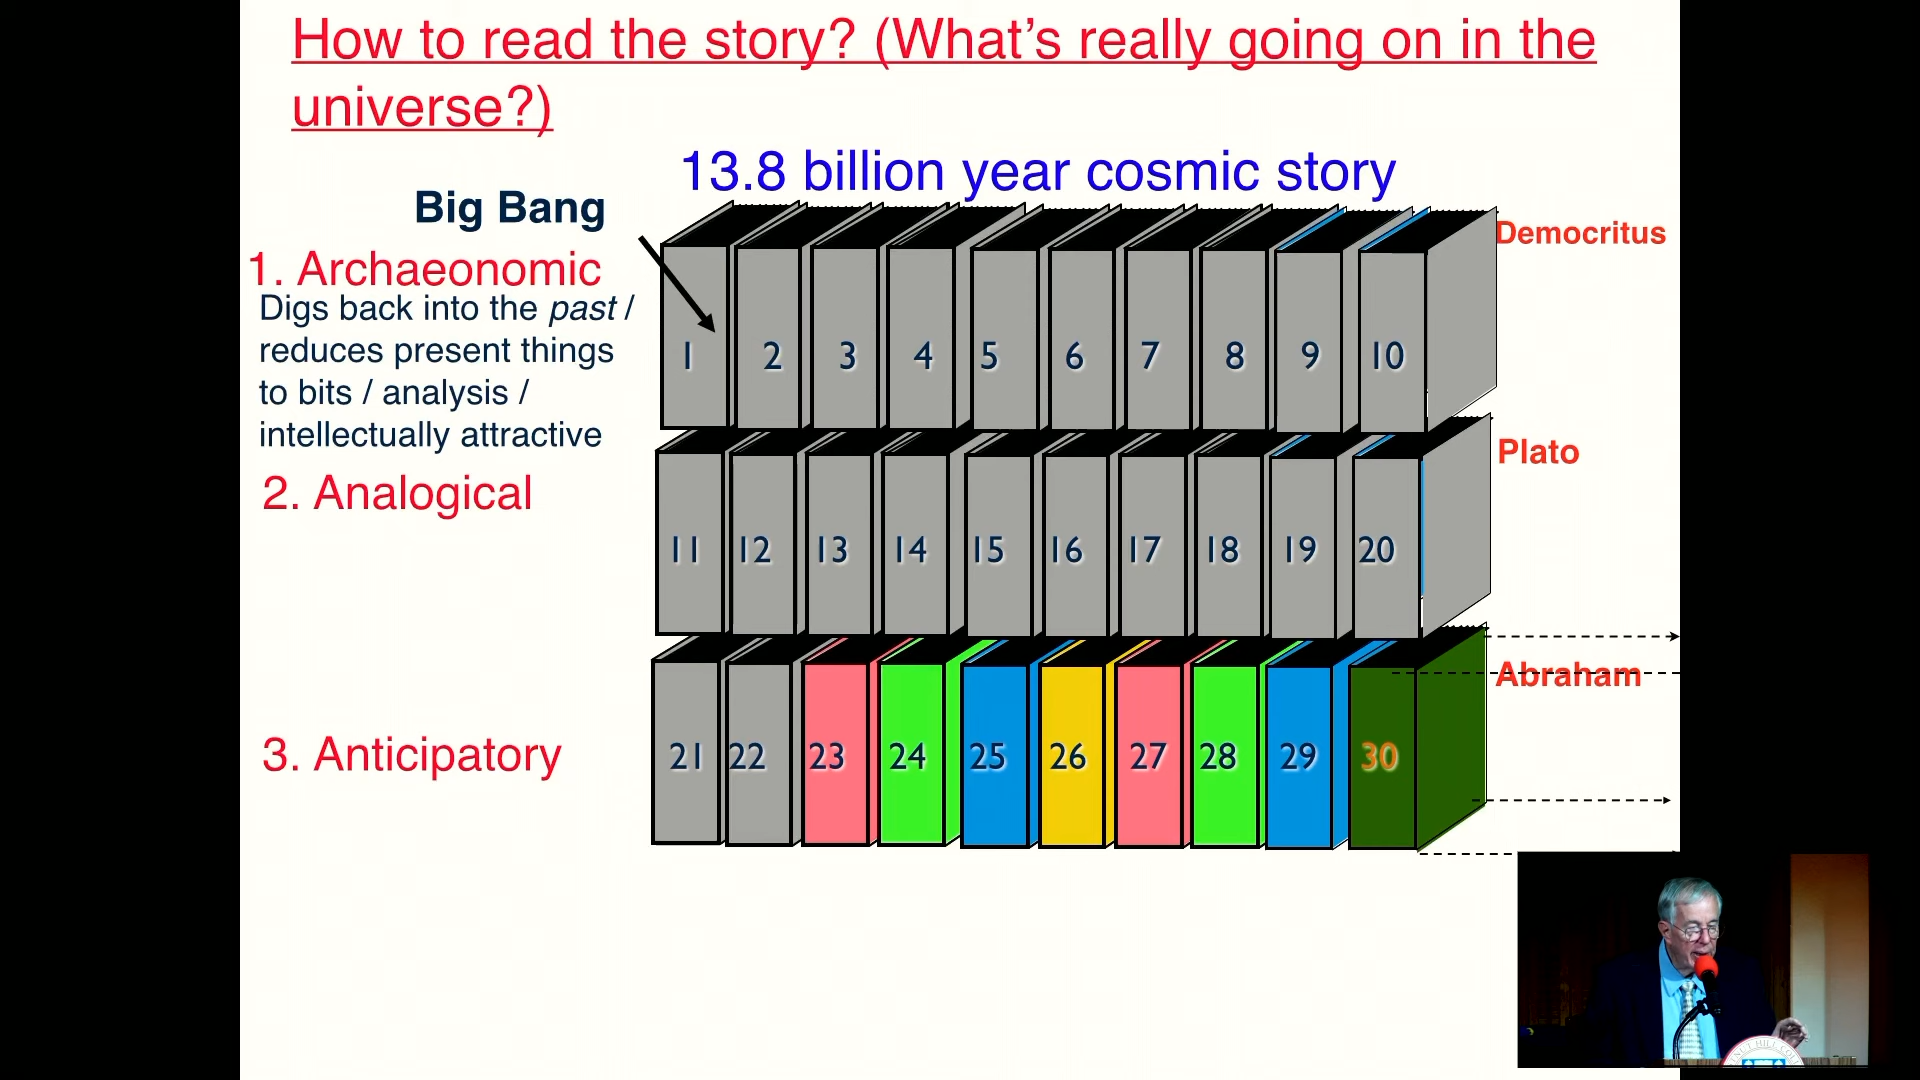 How to read the story? (What's really going on in the
universe?)
13.8 billion year cosmic story
Big Bang
Democritus
1. Archaeonomic
Digs back into the past /
reduces present things
to bits / analysis /
intellectually attractive
1 2 3 4 5 6 7 8 9 10
Plato
2. Analogical
11 12 13 14 15 16 17 18 19 20
Abraham
3. Anticipatory
21 22 23 24 25 26 27 28 29 30